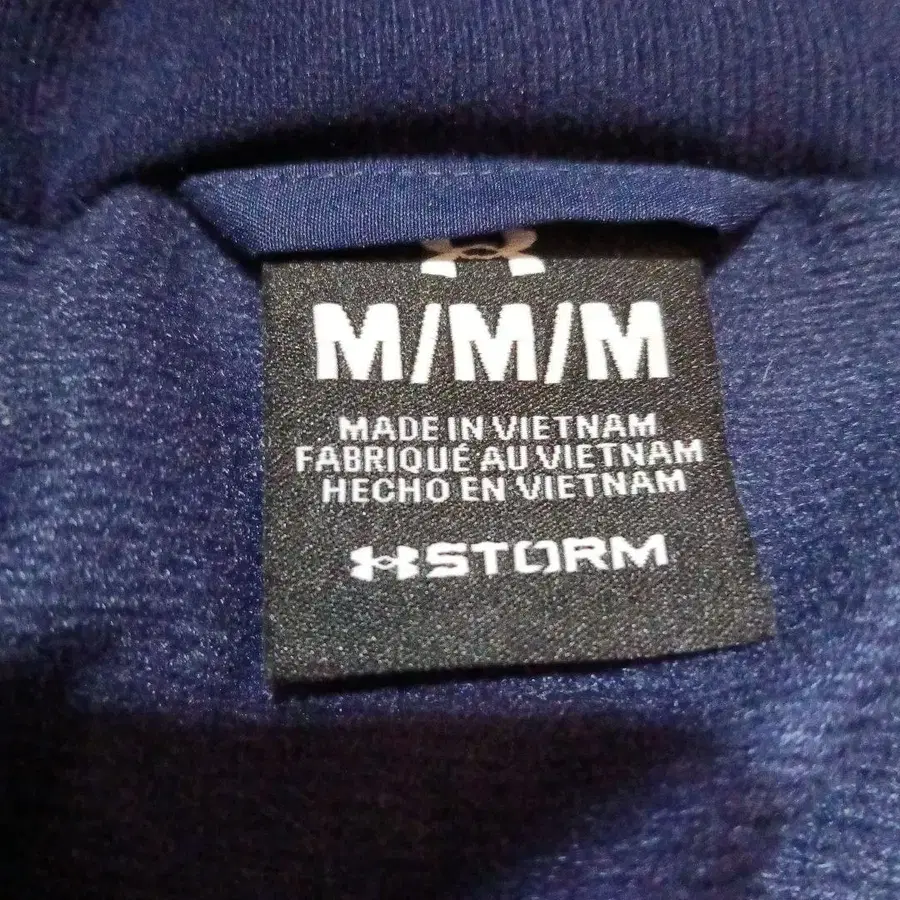 M/M/M
MADE IN VIETNAM
FABRIQUÉ AU VIETNAM
HECHO EN VIETNAM
STORM